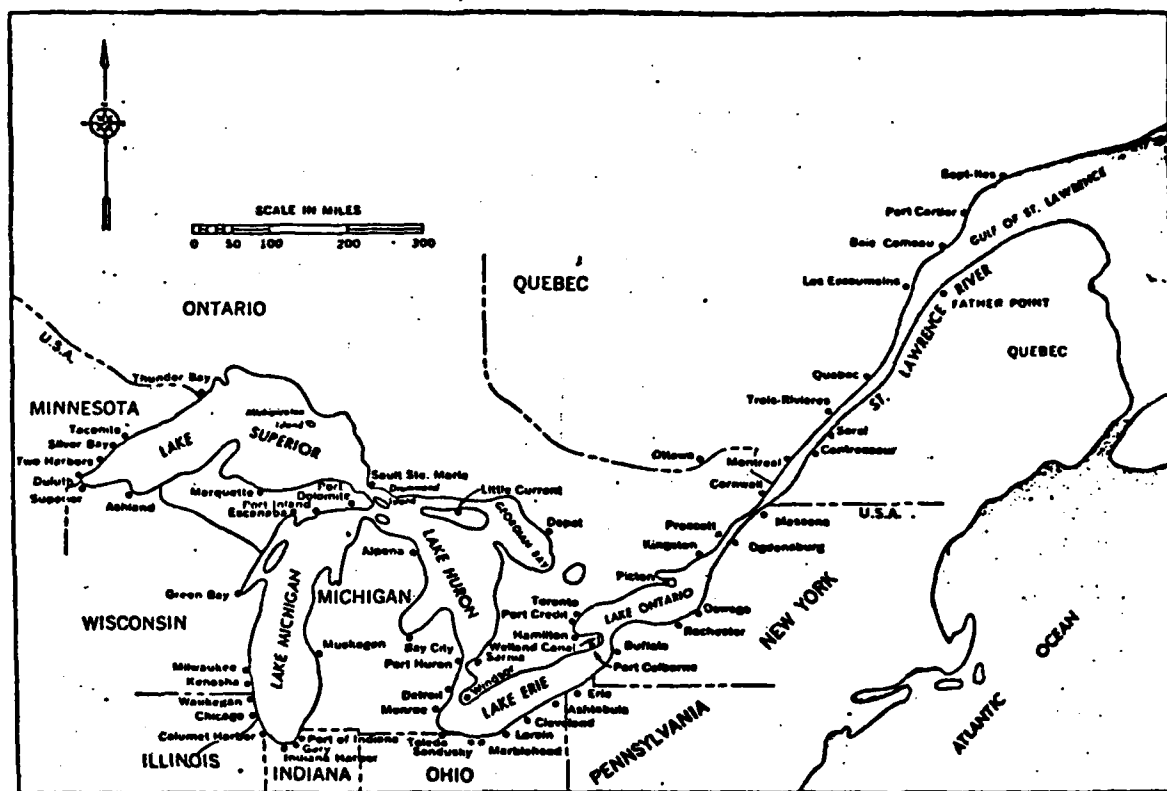 SCALE IN MILES
0 50 100 200 300
ONTARIO
QUEBEC
U.S.A.
MINNESOTA
Thunder Bay
Michipicoten
Island
Taconite
Silver Bay
Two Harbors
Duluth
Superior
Ashland
LAKE
SUPERIOR
Marquette
Port Inland
Escanaba
Port
Dolomite
Sault Ste. Marie
Drummond
Island
Little Current
GEORGIAN BAY
Depot
Alpena
LAKE HURON
Green Bay
WISCONSIN
LAKE MICHIGAN
MICHIGAN
Muskegon
Bay City
Port Huron
Sarnia
Milwaukee
Kenosha
Waukegan
Chicago
Calumet Harbor
ILLINOIS
Port of Indiana
Gary
Indiana Harbor
INDIANA
Detroit
Monroe
Windsor
Toledo
Sandusky
OHIO
LAKE ERIE
Marblehead
Lorain
Cleveland
Ashtabula
Erie
PENNSYLVANIA
Toronto
Port Credit
Hamilton
Welland Canal
Port Colborne
Buffalo
LAKE ONTARIO
Rochester
Oswego
NEW YORK
Picton
Kingston
Prescott
Ogdensburg
Massena
U.S.A.
Cornwall
Ottawa
Montreal
Contrecoeur
Sorel
Trois-Rivieres
Quebec
ST.
LAWRENCE
RIVER
FATHER POINT
QUEBEC
Les Escoumins
Baie Comeau
Port Cartier
Sept-Iles
GULF OF ST. LAWRENCE
ATLANTIC
OCEAN